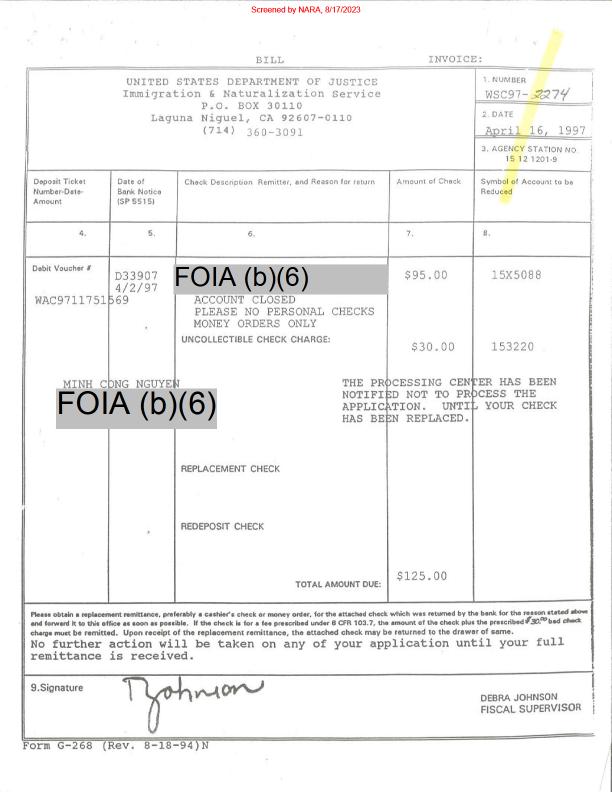 Screened by NARA, 8/17/2023
BILL INVOICE:
UNITED STATES DEPARTMENT OF JUSTICE
Immigration & Naturalization Service
P.O. BOX 30110
Laguna Niguel, CA 92607-0110
(714) 360-3091
1. NUMBER
WSC97-2274
2. DATE
April 16, 1997
3. AGENCY STATION NO.
15 12 1201-9
Deposit Ticket
Number-Date-
Amount
Date of
Bank Notice
(SP 5515)
Check Description Remitter, and Reason for return
Amount of Check
Symbol of Account to be
Reduced
4. 5. 6. 7. 8.
Debit Voucher #
WAC9711751569
D33907
4/2/97
FOIA (b)(6)
ACCOUNT CLOSED
PLEASE NO PERSONAL CHECKS
MONEY ORDERS ONLY
$95.00
15X5088
UNCOLLECTIBLE CHECK CHARGE:
$30.00
153220
MINH CONG NGUYEN
FOIA (b)(6)
THE PROCESSING CENTER HAS BEEN
NOTIFIED NOT TO PROCESS THE
APPLICATION. UNTIL YOUR CHECK
HAS BEEN REPLACED.
REPLACEMENT CHECK
REDEPOSIT CHECK
TOTAL AMOUNT DUE:
$125.00
Please obtain a replacement remittance, preferably a cashier's check or money order, for the attached check which was returned by the bank for the reason stated above
and forward it to this office as soon as possible. If the check is for a fee prescribed under 8 CFR 103.7, the amount of the check plus the prescribed $30.00 bad check
charge must be remitted. Upon receipt of the replacement remittance, the attached check may be returned to the drawer of same.
No further action will be taken on any of your application until your full
remittance is received.
9.Signature
DJohnson
DEBRA JOHNSON
FISCAL SUPERVISOR
Form G-268 (Rev. 8-18-94)N